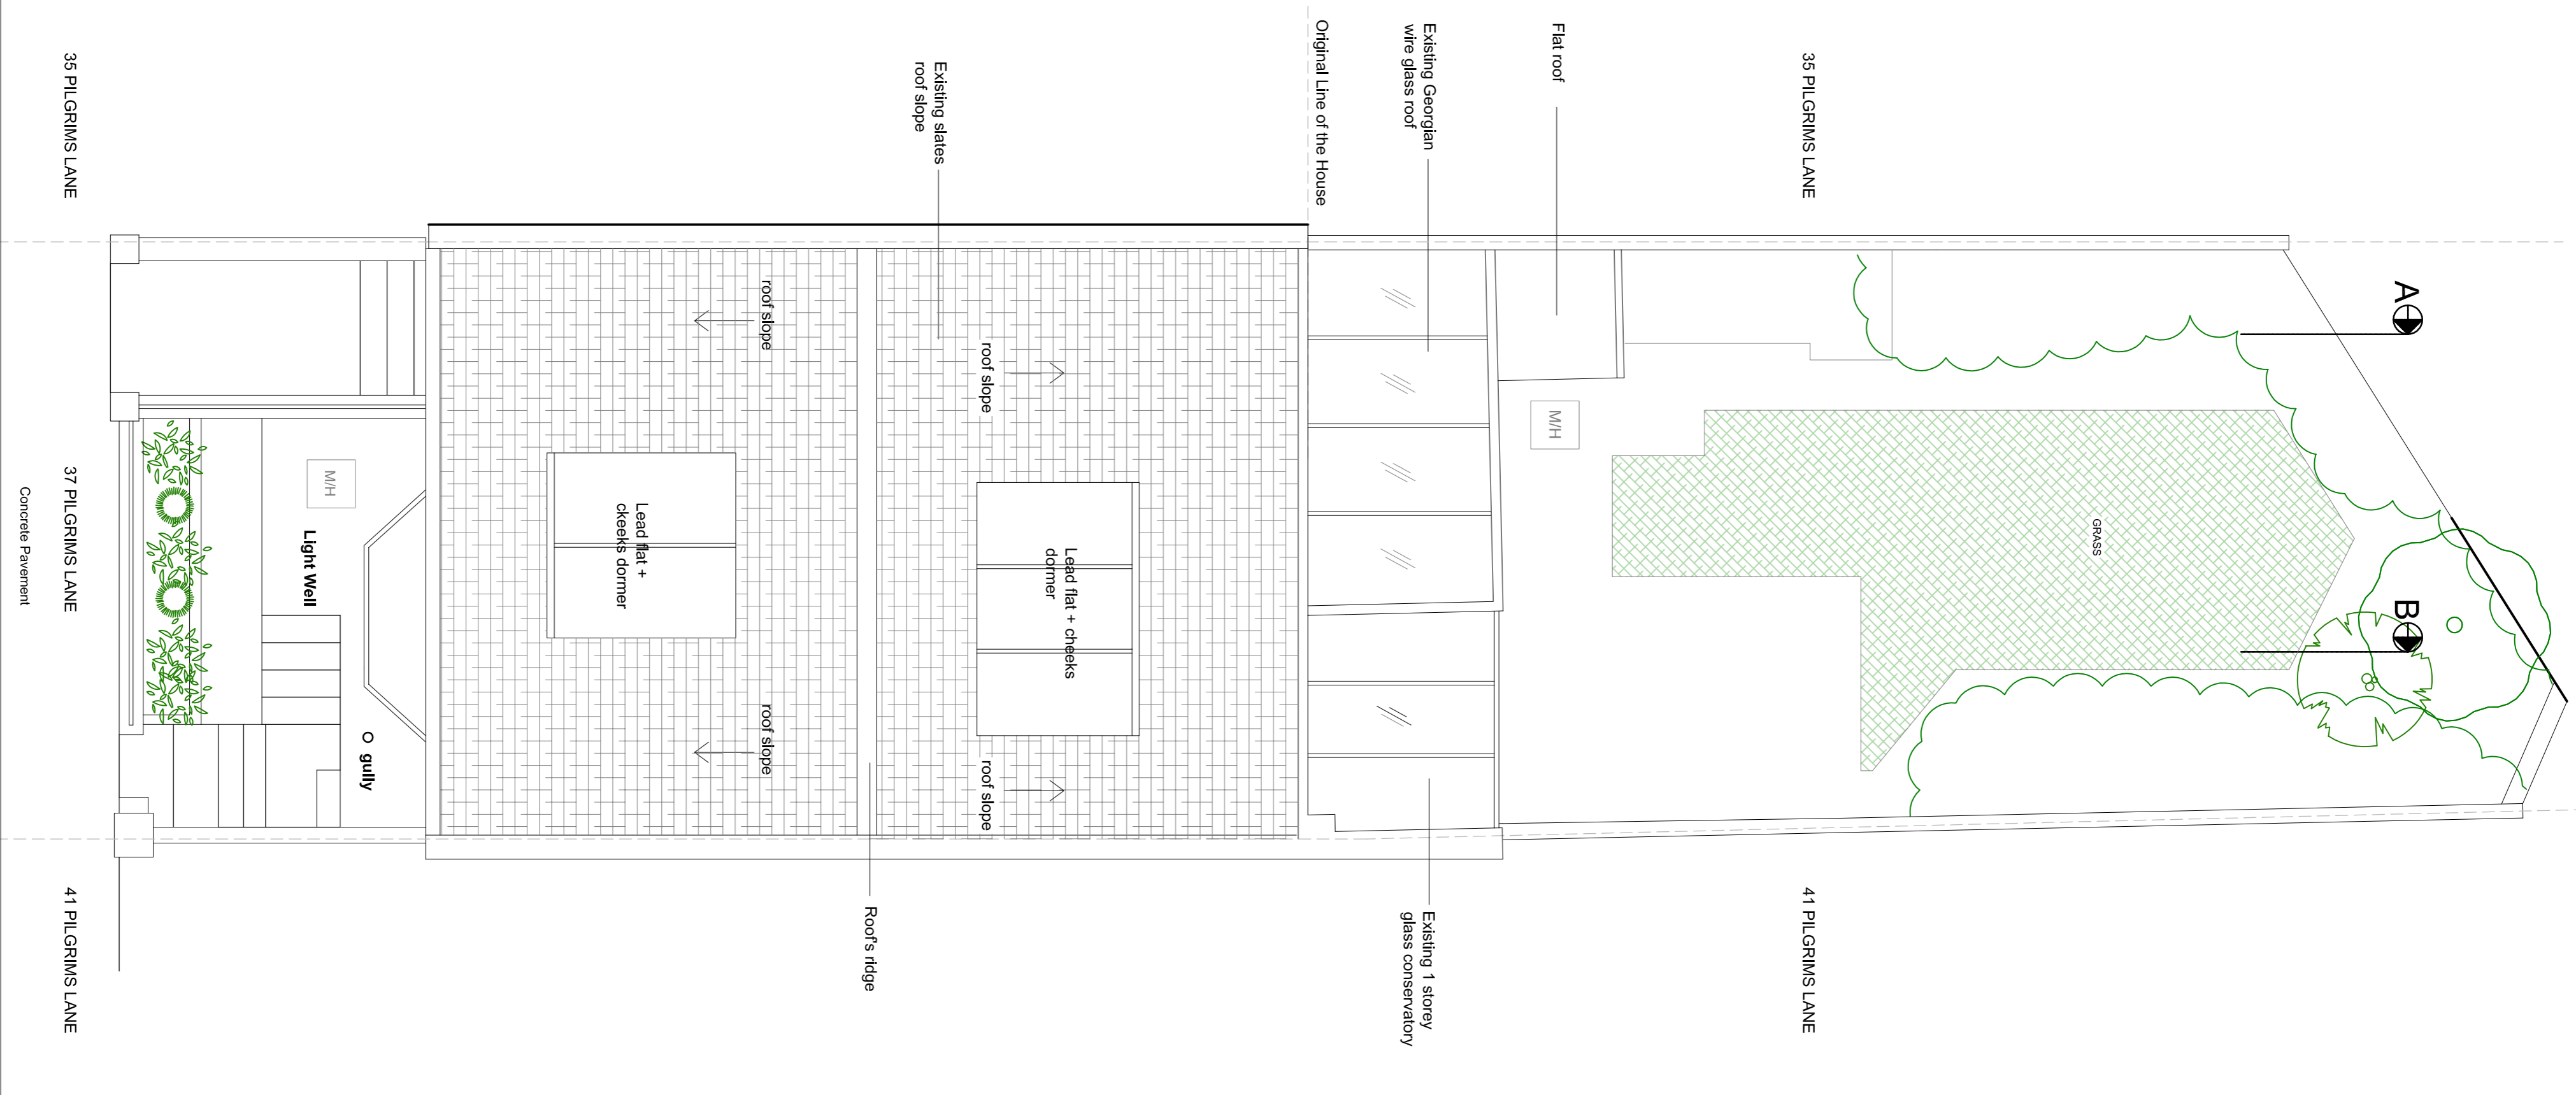 35 PILGRIMS LANE
37 PILGRIMS LANE
41 PILGRIMS LANE
Concrete Pavement
M/H
Light Well
gully
roof slope
roof slope
Lead flat +
ckeeks dormer
Existing slates
roof slope
roof slope
roof slope
Lead flat + cheeks
dormer
Roof's ridge
Original Line of the House
Existing Georgian
wire glass roof
Flat roof
M/H
Existing 1 storey
glass conservatory
35 PILGRIMS LANE
41 PILGRIMS LANE
GRASS
A
B